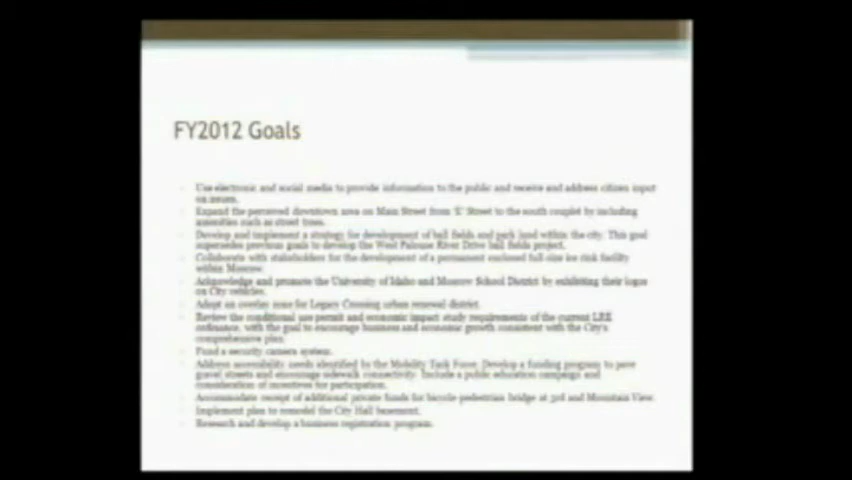 FY2012 Goals
Use electronic and social media to provide information to the public and receive and address citizen input
on issues.
Expand the perceived downtown area on Main Street from 'E' Street to the south couplet by including
amenities such as street trees.
Develop and implement a strategy for development of ball fields and park land within the city. This goal
supersedes previous goals to develop the West Palouse River Drive ball fields project.
Collaborate with stakeholders for the development of a permanent enclosed full-size ice rink facility
within Moscow.
Acknowledge and promote the University of Idaho and Moscow School District by exhibiting their logos
on City vehicles.
Adopt an overlay zone for Legacy Crossing urban renewal district.
Review the conditional use permit and economic impact study requirements of the current LRE
ordinance, with the goal to encourage business and economic growth consistent with the City's
comprehensive plan.
Fund a security camera system.
Address accessibility needs identified by the Mobility Task Force. Develop a funding program to pave
gravel streets and encourage sidewalk connectivity. Include a public education campaign and
consideration of incentives for participation.
Accommodate receipt of additional private funds for bicycle pedestrian bridge at 3rd and Mountain View.
Implement plan to remodel the City Hall basement.
Research and develop a business registration program.